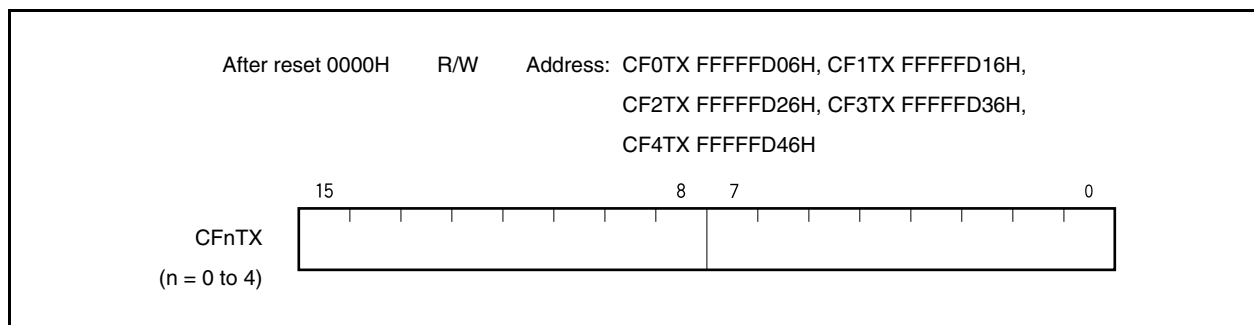 After reset 0000H R/W Address: CF0TX FFFFFD06H, CF1TX FFFFFD16H,
CF2TX FFFFFD26H, CF3TX FFFFFD36H,
CF4TX FFFFFD46H
15 8 7 0
CFnTX
(n = 0 to 4)